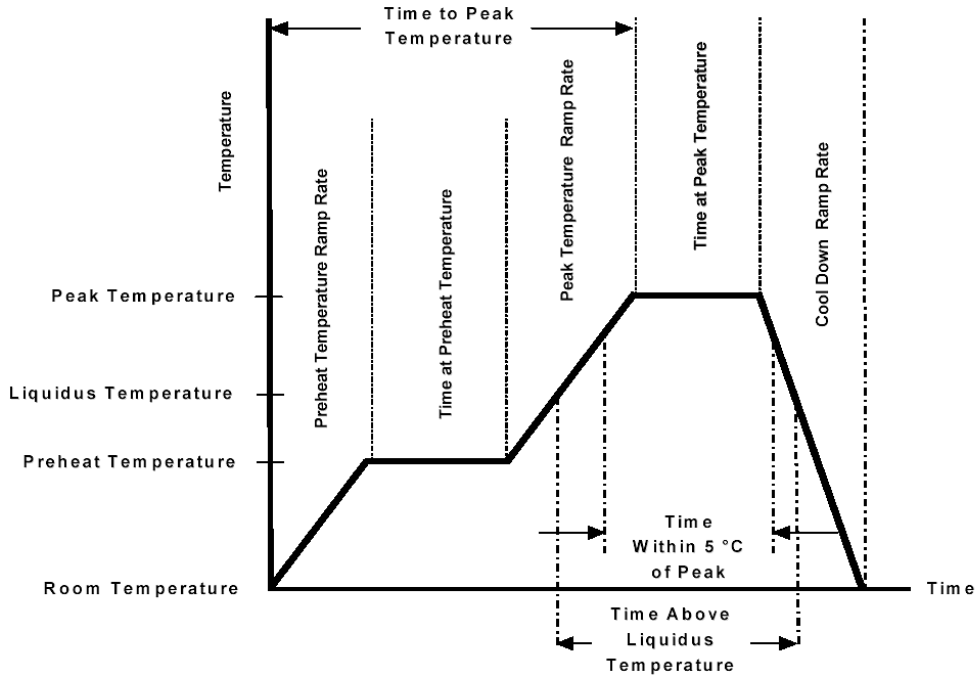 Time to Peak
Temperature
Temperature
Preheat Temperature Ramp Rate
Time at Preheat Temperature
Peak Temperature Ramp Rate
Time at Peak Temperature
Cool Down Ramp Rate
Peak Temperature
Liquidus Temperature
Preheat Temperature
Time
Within 5 °C
of Peak
Room Temperature
Time
Time Above
Liquidus
Temperature